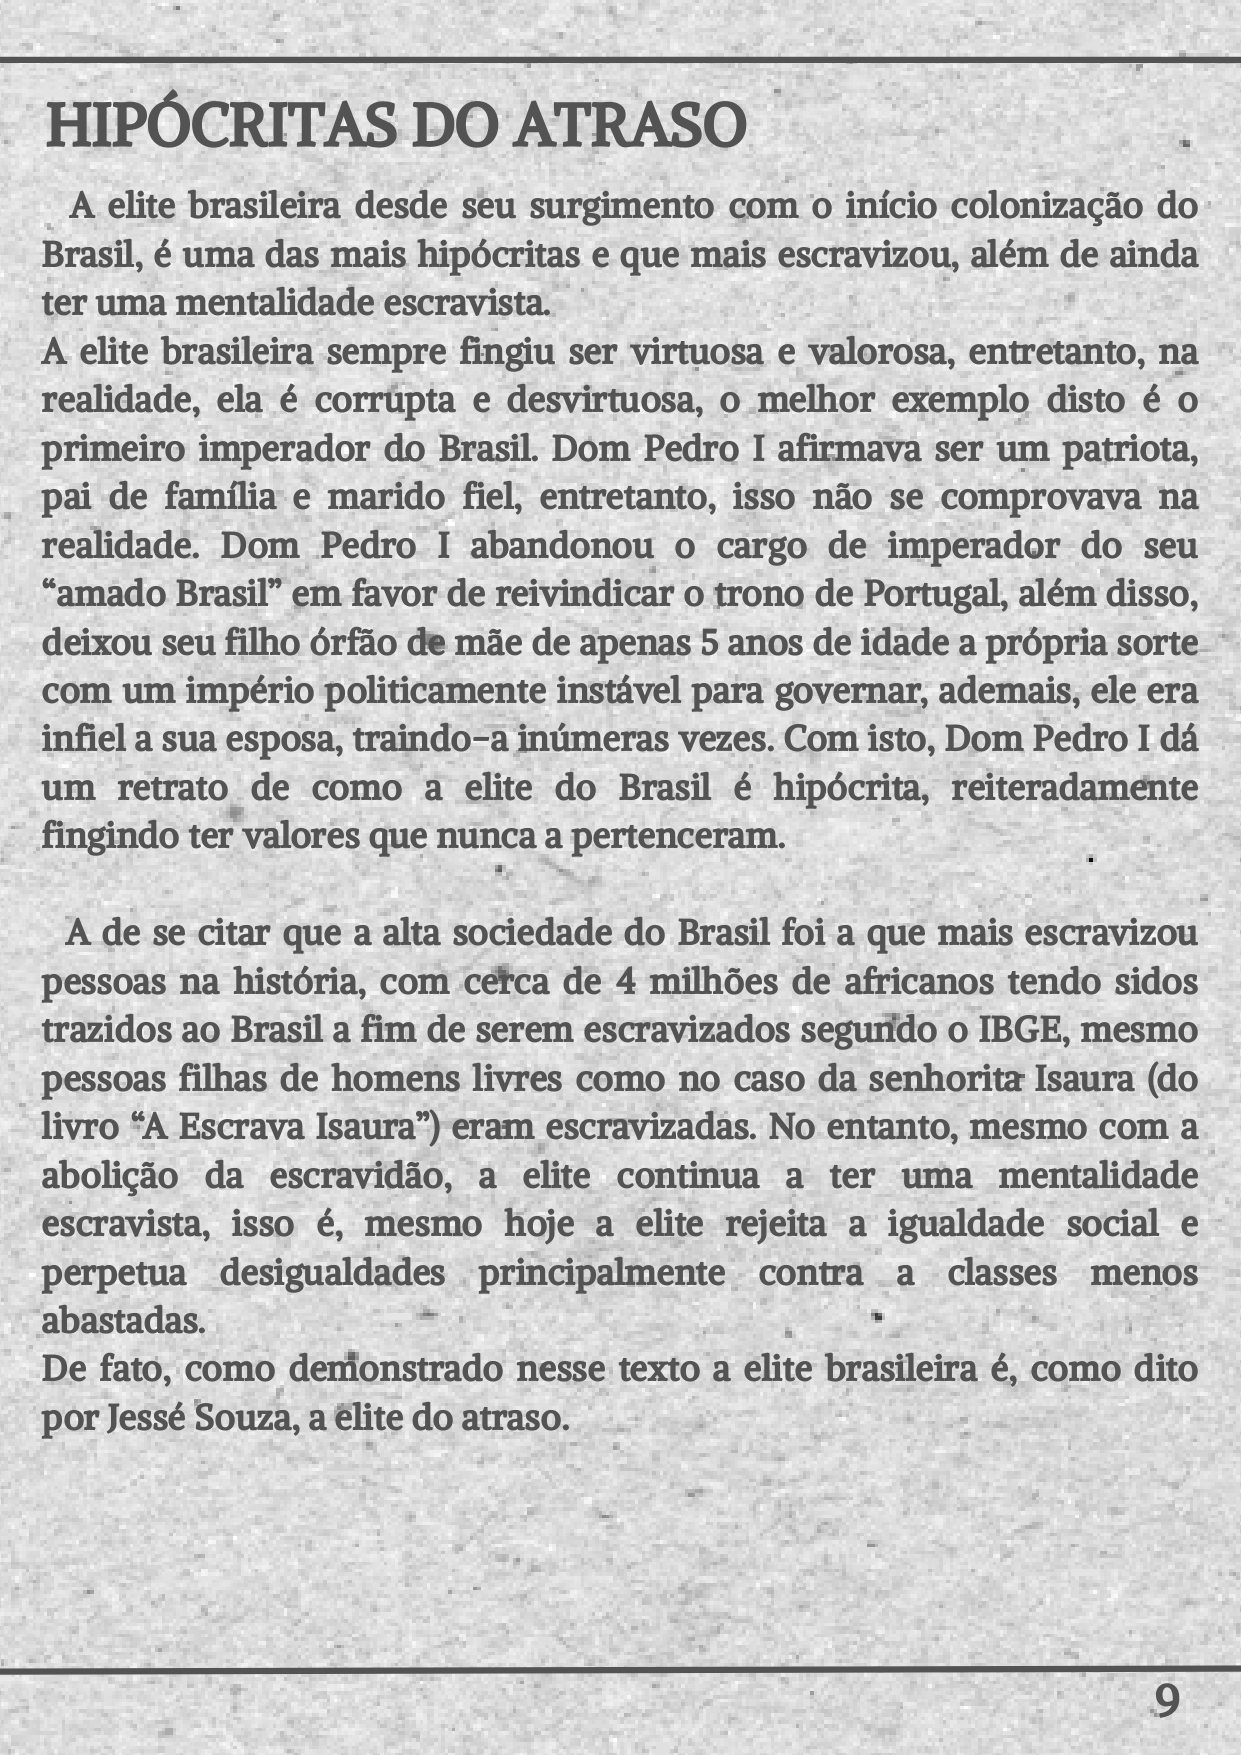 HIPÓCRITAS DO ATRASO
A elite brasileira desde seu surgimento com o início colonização do
Brasil, é uma das mais hipócritas e que mais escravizou, além de ainda
ter uma mentalidade escravista.
A elite brasileira sempre fingiu ser virtuosa e valorosa, entretanto, na
realidade, ela é corrupta e desvirtuosa, o melhor exemplo disto é o
primeiro imperador do Brasil. Dom Pedro I afirmava ser um patriota,
pai de família e marido fiel, entretanto, isso não se comprovava na
realidade. Dom Pedro I abandonou o cargo de imperador do seu
“amado Brasil” em favor de reivindicar o trono de Portugal, além disso,
deixou seu filho órfão de mãe de apenas 5 anos de idade a própria sorte
com um império politicamente instável para governar, ademais, ele era
infiel a sua esposa, traindo-a inúmeras vezes. Com isto, Dom Pedro I dá
um retrato de como a elite do Brasil é hipócrita, reiteradamente
fingindo ter valores que nunca a pertenceram.
A de se citar que a alta sociedade do Brasil foi a que mais escravizou
pessoas na história, com cerca de 4 milhões de africanos tendo sidos
trazidos ao Brasil a fim de serem escravizados segundo o IBGE, mesmo
pessoas filhas de homens livres como no caso da senhorita Isaura (do
livro “A Escrava Isaura”) eram escravizadas. No entanto, mesmo com a
abolição da escravidão, a elite continua a ter uma mentalidade
escravista, isso é, mesmo hoje a elite rejeita a igualdade social e
perpetua desigualdades principalmente contra a classes menos
abastadas.
De fato, como demonstrado nesse texto a elite brasileira é, como dito
por Jessé Souza, a elite do atraso.
9